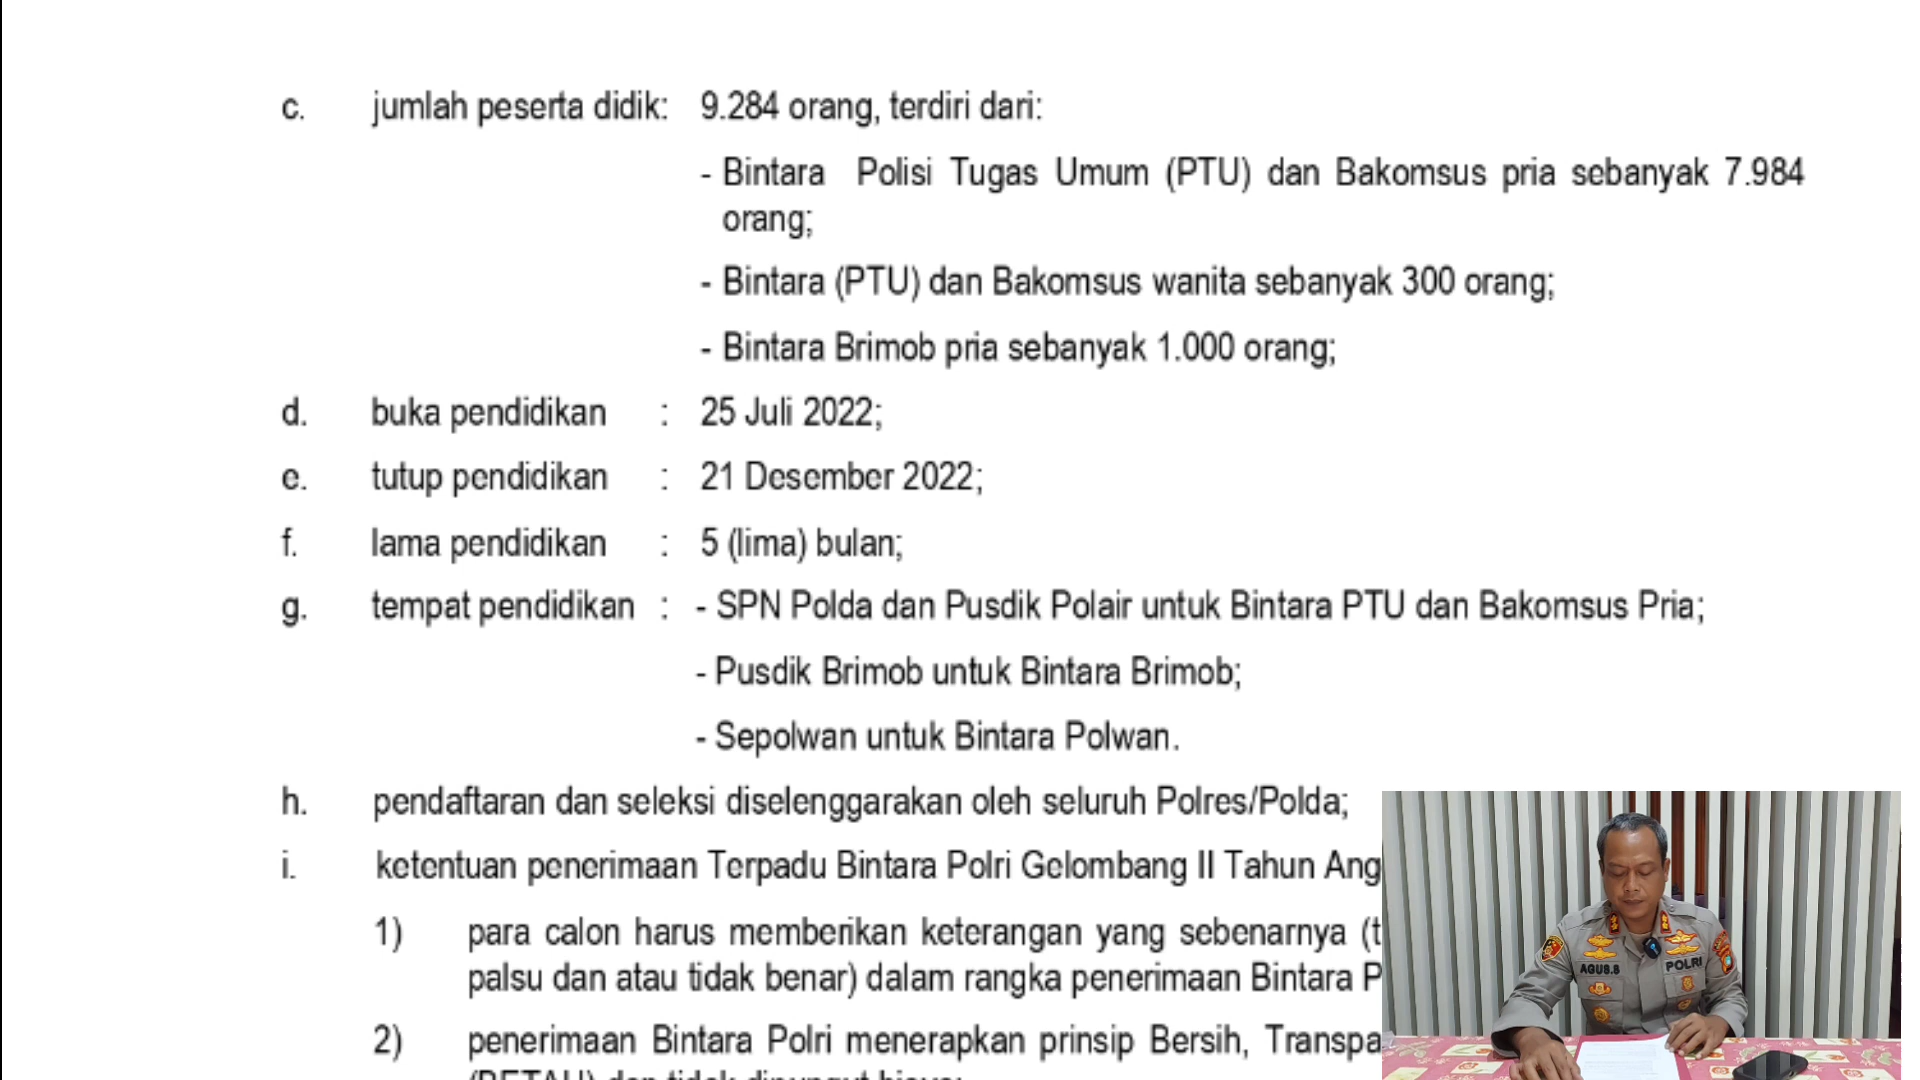 c. jumlah peserta didik: 9.284 orang, terdiri dari:
- Bintara Polisi Tugas Umum (PTU) dan Bakomsus pria sebanyak 7.984
orang;
- Bintara (PTU) dan Bakomsus wanita sebanyak 300 orang;
- Bintara Brimob pria sebanyak 1.000 orang;
d. buka pendidikan : 25 Juli 2022;
e. tutup pendidikan : 21 Desember 2022;
f. lama pendidikan : 5 (lima) bulan;
g. tempat pendidikan : - SPN Polda dan Pusdik Polair untuk Bintara PTU dan Bakomsus Pria;
- Pusdik Brimob untuk Bintara Brimob;
- Sepolwan untuk Bintara Polwan.
h. pendaftaran dan seleksi diselenggarakan oleh seluruh Polres/Polda;
i. ketentuan penerimaan Terpadu Bintara Polri Gelombang II Tahun Ang
1) para calon harus memberikan keterangan yang sebenarnya (t
palsu dan atau tidak benar) dalam rangka penerimaan Bintara P
2) penerimaan Bintara Polri menerapkan prinsip Bersih, Transpa
(BETAH) dan tidak dipungut biaya;
AGUS.8
POLRI